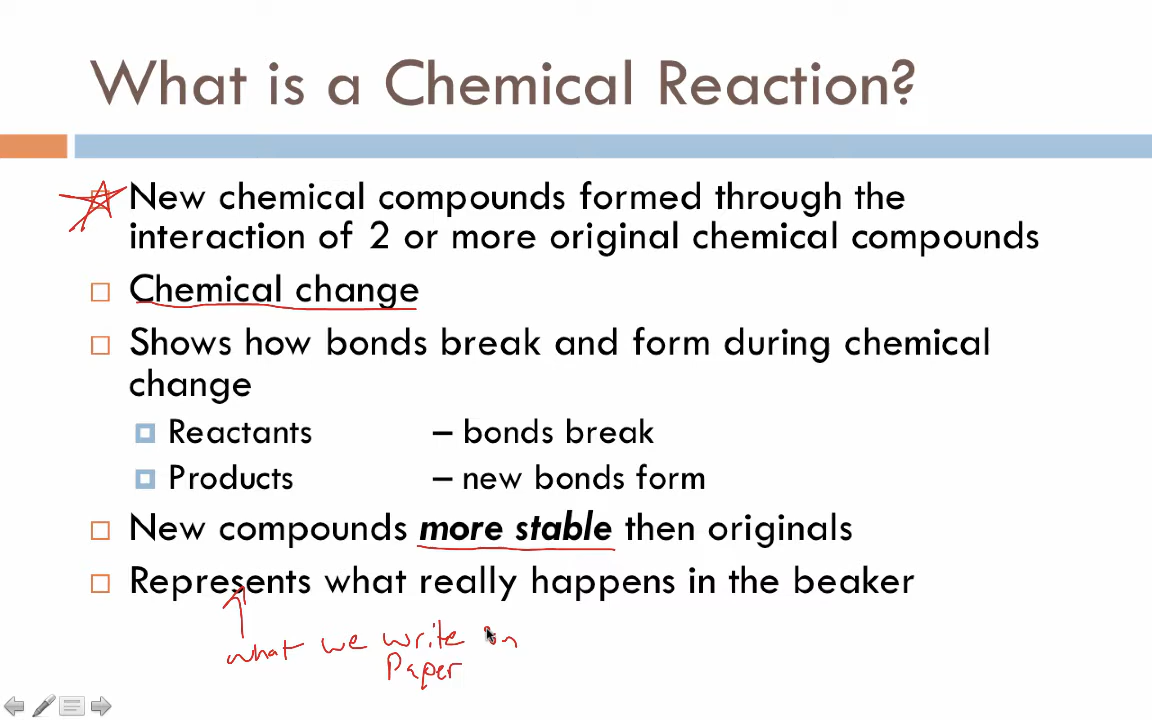 What is a Chemical Reaction?
New chemical compounds formed through the
interaction of 2 or more original chemical compounds
Chemical change
Shows how bonds break and form during chemical
change
Reactants – bonds break
Products – new bonds form
New compounds more stable then originals
Represents what really happens in the beaker
what we write on
Paper